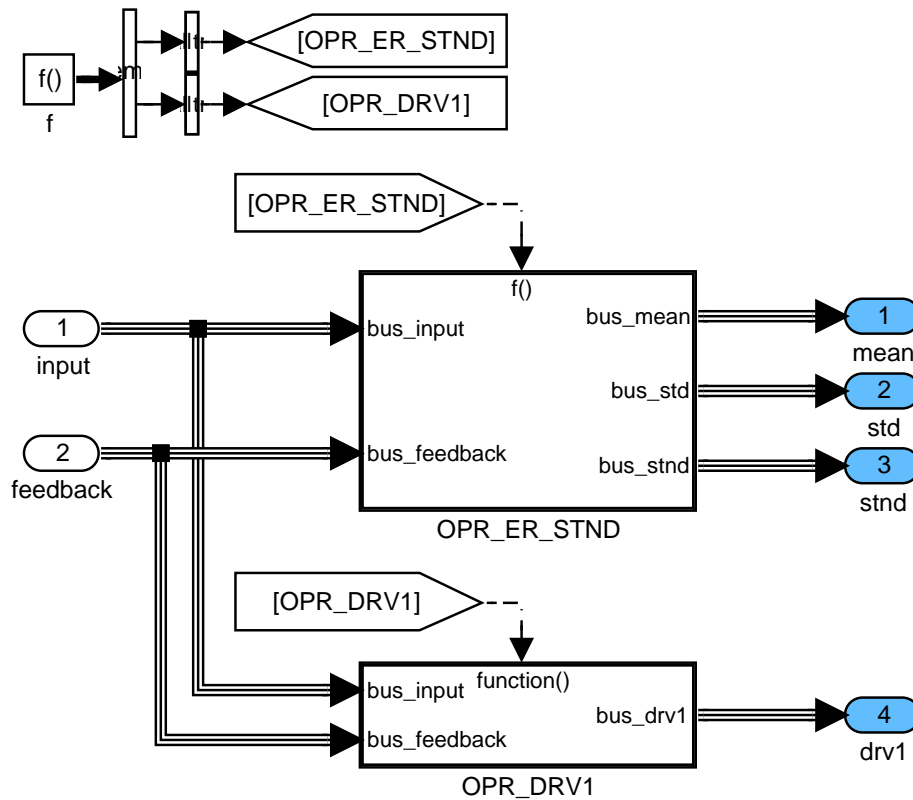 [OPR_ER_STND]
f()
f
[OPR_DRV1]
[OPR_ER_STND]
f()
1
input
bus_input
bus_mean
1
mean
bus_std
2
std
2
feedback
bus_feedback
bus_stnd
3
stnd
OPR_ER_STND
[OPR_DRV1]
function()
bus_input
bus_drv1
4
drv1
bus_feedback
OPR_DRV1